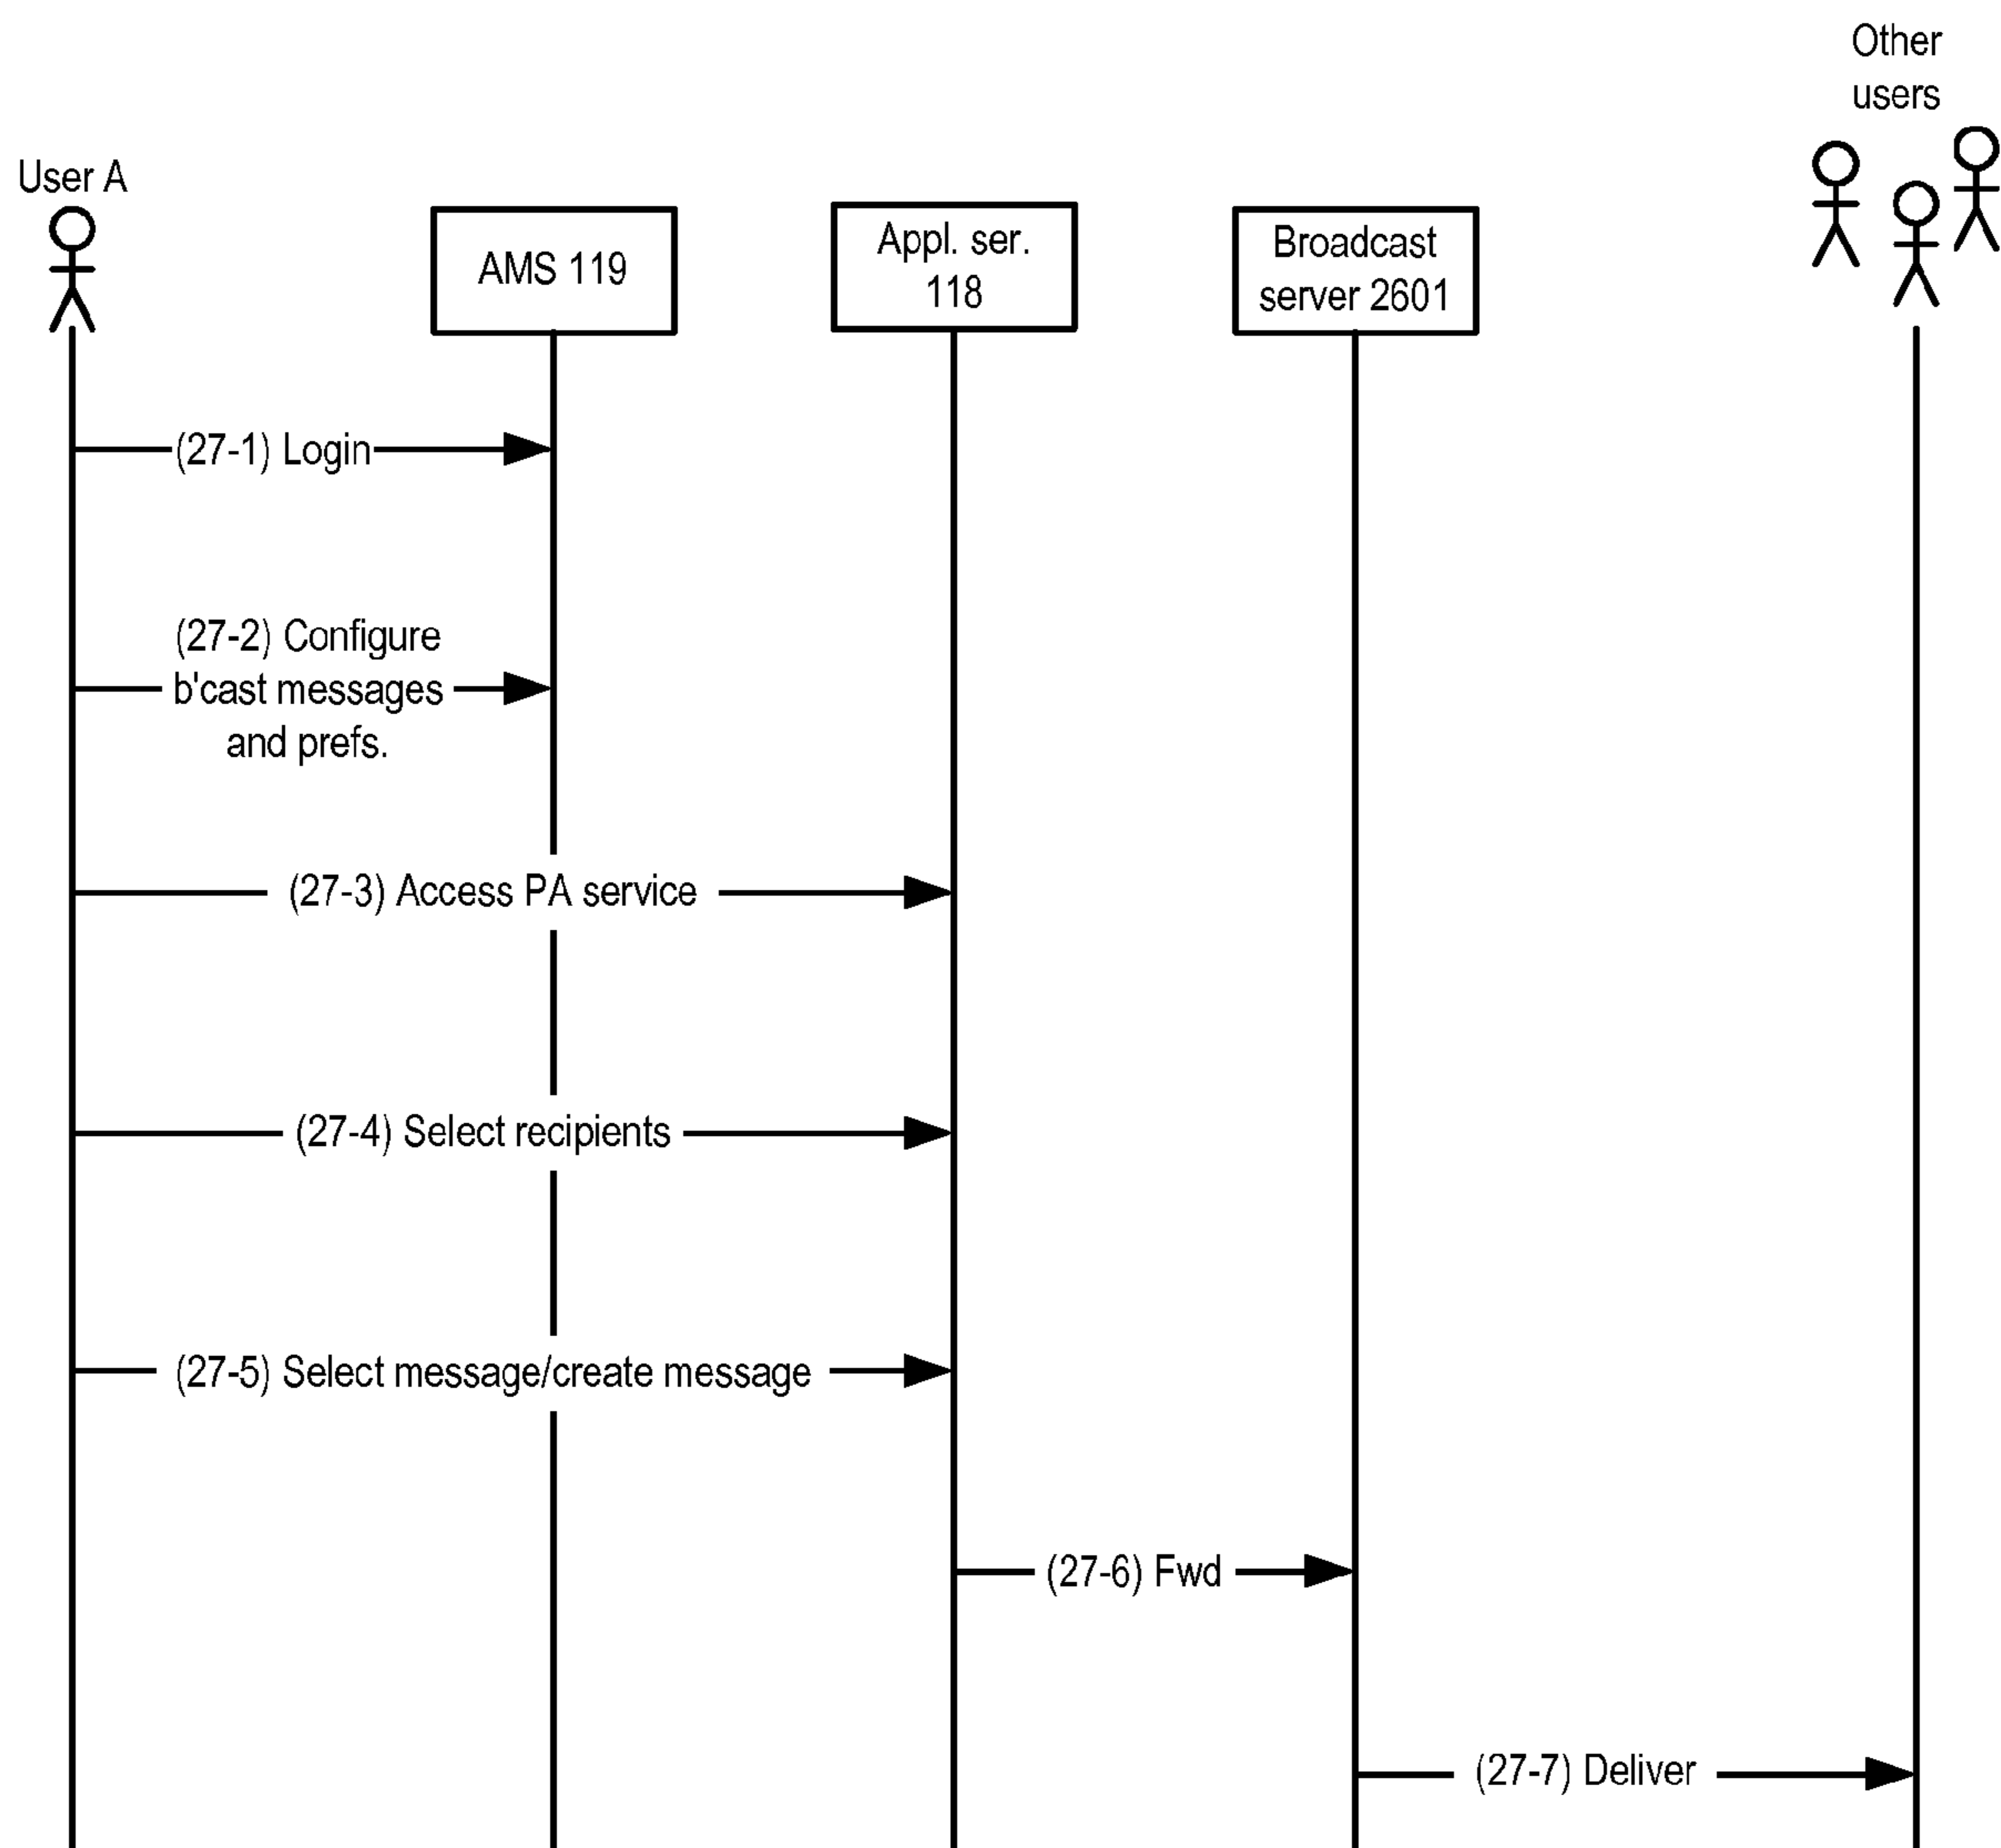 Other
users
User A
AMS 119
Appl. ser.
118
Broadcast
server 2601
(27-1) Login
(27-2) Configure
b'cast messages
and prefs.
(27-3) Access PA service
(27-4) Select recipients
(27-5) Select message/create message
(27-6) Fwd
(27-7) Deliver